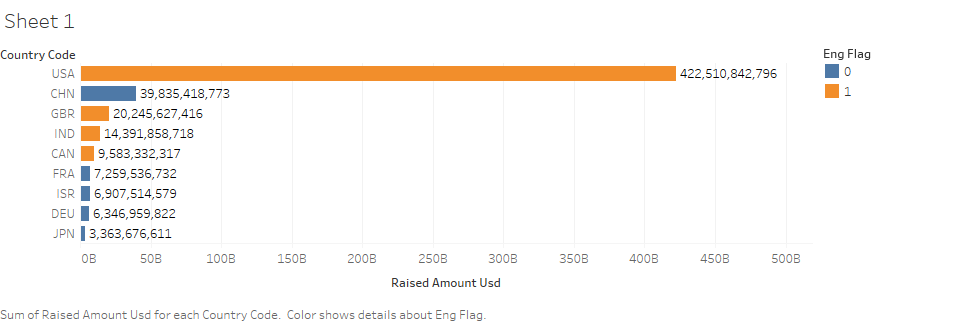 Sheet 1
Country Code
Eng Flag
USA 422,510,842,796
0
CHN 39,835,418,773
1
GBR 20,245,627,416
IND 14,391,858,718
CAN 9,583,332,317
FRA 7,259,536,732
ISR 6,907,514,579
DEU 6,346,959,822
JPN 3,363,676,611
0B 50B 100B 150B 200B 250B 300B 350B 400B 450B 500B
Raised Amount Usd
Sum of Raised Amount Usd for each Country Code. Color shows details about Eng Flag.